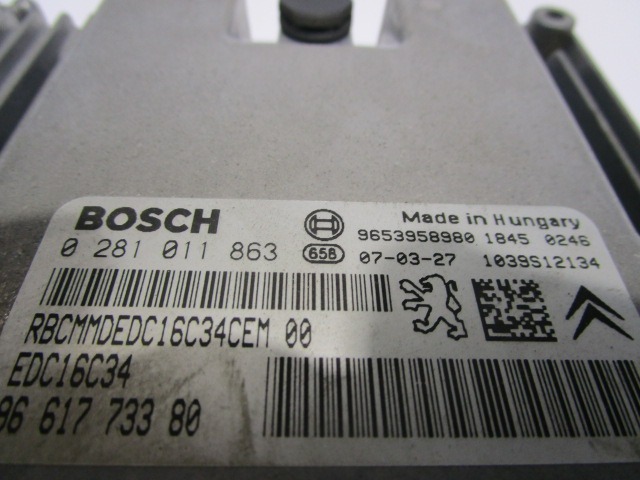 BOSCH
Made in Hungary
0 281 011 863
658
9653958980 1845 0246
07-03-27 1039S12134
RBCMMDEDC16C34CEM 00
EDC16C34
96 617 733 80